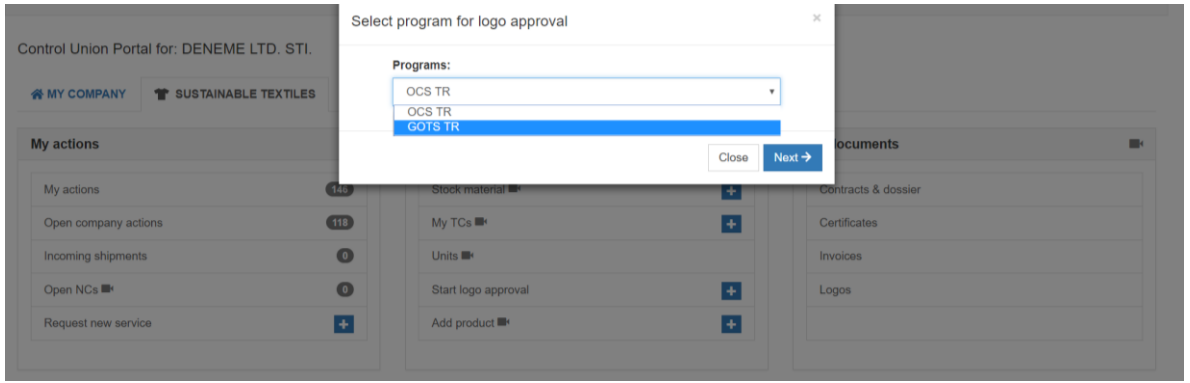 Select program for logo approval
×
Control Union Portal for: DENEME LTD. STI.
Programs:
OCS TR
OCS TR
GOTS TR
MY COMPANY
SUSTAINABLE TEXTILES
Close
Next
My actions
My actions 146
Open company actions 118
Incoming shipments 0
Open NCs 0
Request new service +
Stock material +
My TCs +
Units
Start logo approval +
Add product +
ocuments
Contracts & dossier
Certificates
Invoices
Logos